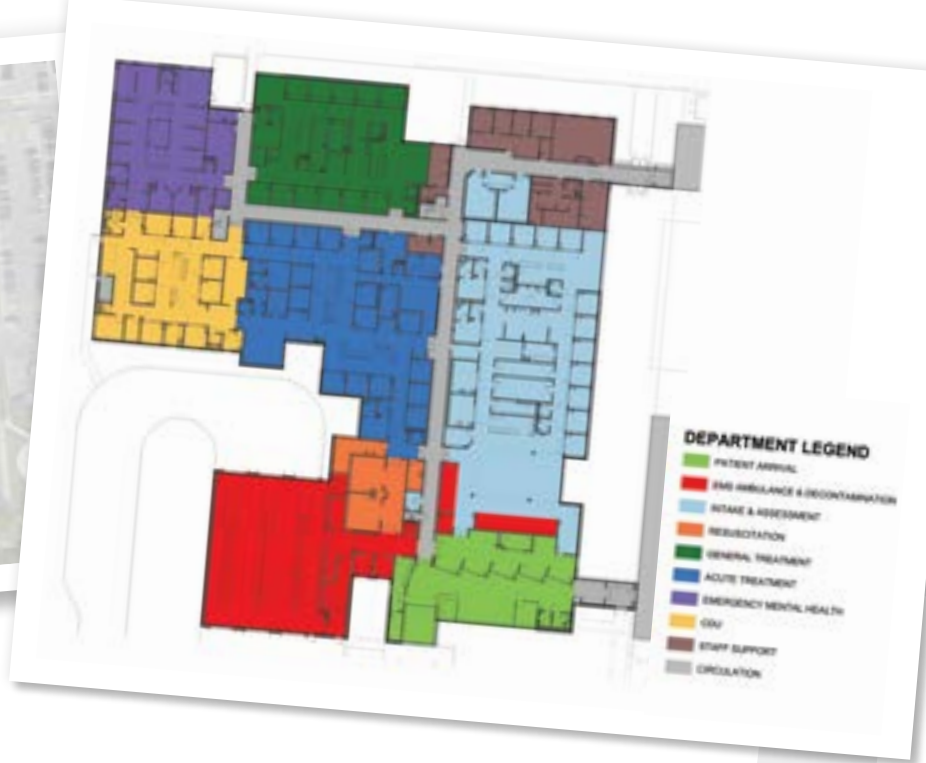 DEPARTMENT LEGEND
PATIENT ARRIVAL
EMS AMBULANCE & DECONTAMINATION
INTAKE & ASSESSMENT
RESUSCITATION
GENERAL TREATMENT
ACUTE TREATMENT
EMERGENCY MENTAL HEALTH
CDU
STAFF SUPPORT
CIRCULATION